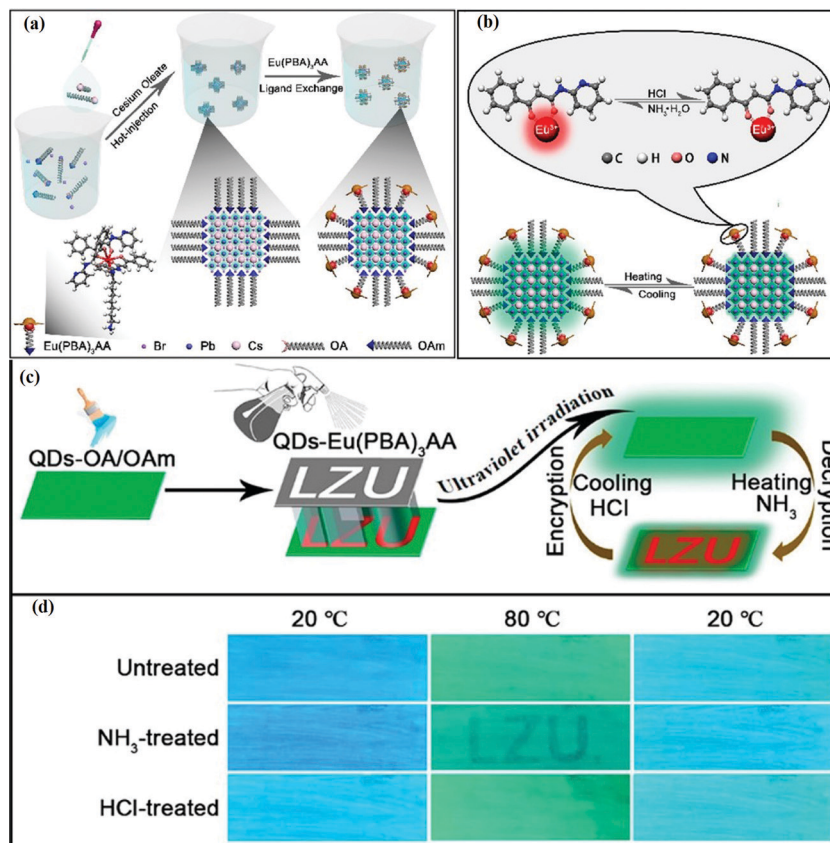 (a)
Cesium Oleate
Hot-injection
Eu(PBA)₃AA
Ligand Exchange
Eu(PBA)₃AA
Br
Pb
Cs
OA
OAm
(b)
HCl
NH₃·H₂O
Eu³⁺
Eu³⁺
C
H
O
N
Heating
Cooling
(c)
QDs-OA/OAm
QDs-Eu(PBA)₃AA
LZU
LZU
Ultraviolet irradiation
Encryption
Cooling
HCl
Heating
NH₃
Decryption
LZU
(d)
20 ℃
80 ℃
20 ℃
Untreated
NH₃-treated
LZU
HCl-treated